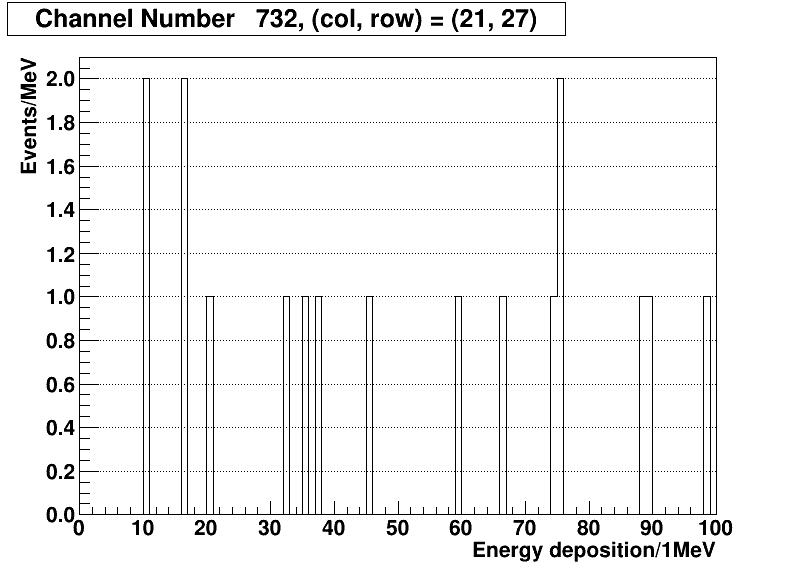 Channel Number 732, (col, row) = (21, 27)
Events/MeV
2.0
1.8
1.6
1.4
1.2
1.0
0.8
0.6
0.4
0.2
0.0
0 10 20 30 40 50 60 70 80 90 100
Energy deposition/1MeV